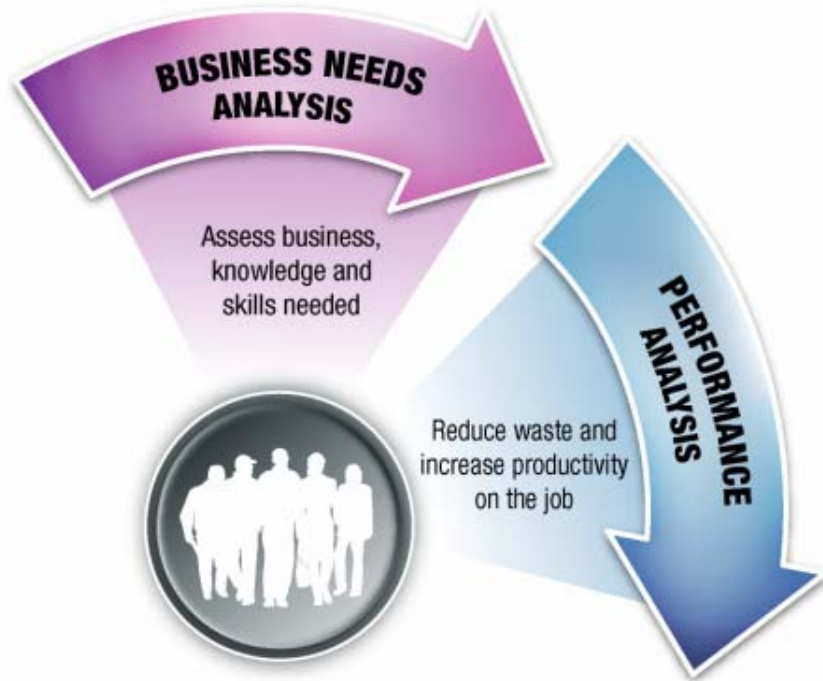 BUSINESS NEEDS
ANALYSIS
Assess business,
knowledge and
skills needed
PERFORMANCE
ANALYSIS
Reduce waste and
increase productivity
on the job